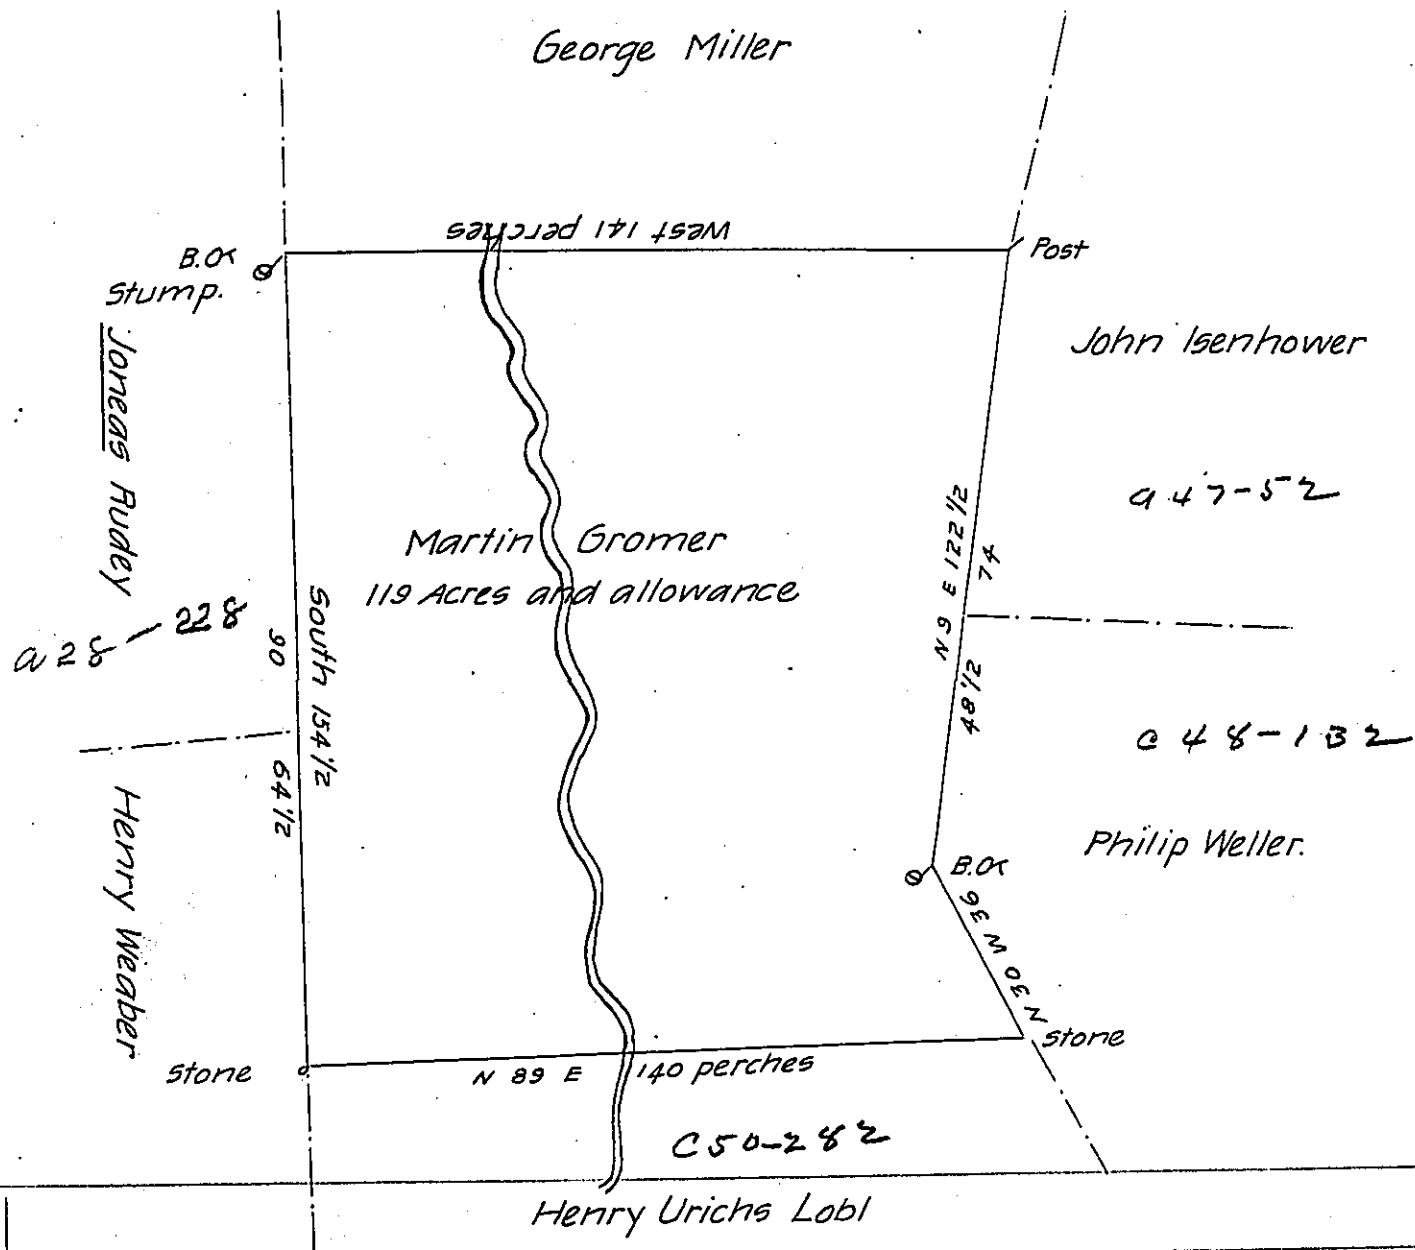 George Miller
West 141 perches
B.O
Stump.
Post
Joneas Rudey
John Isenhower
a 47-52
Martin Gromer
119 Acres and allowance
N 9 E 122 1/2
74
a 28 - 228
90
South 154 1/2
48 1/2
C 48-132
64 1/2
Henry Weaber
Philip Weller.
B.O
N 30 W 36
Stone
Stone
N 89 E 140 perches
C 50-282
Henry Urichs Lobl